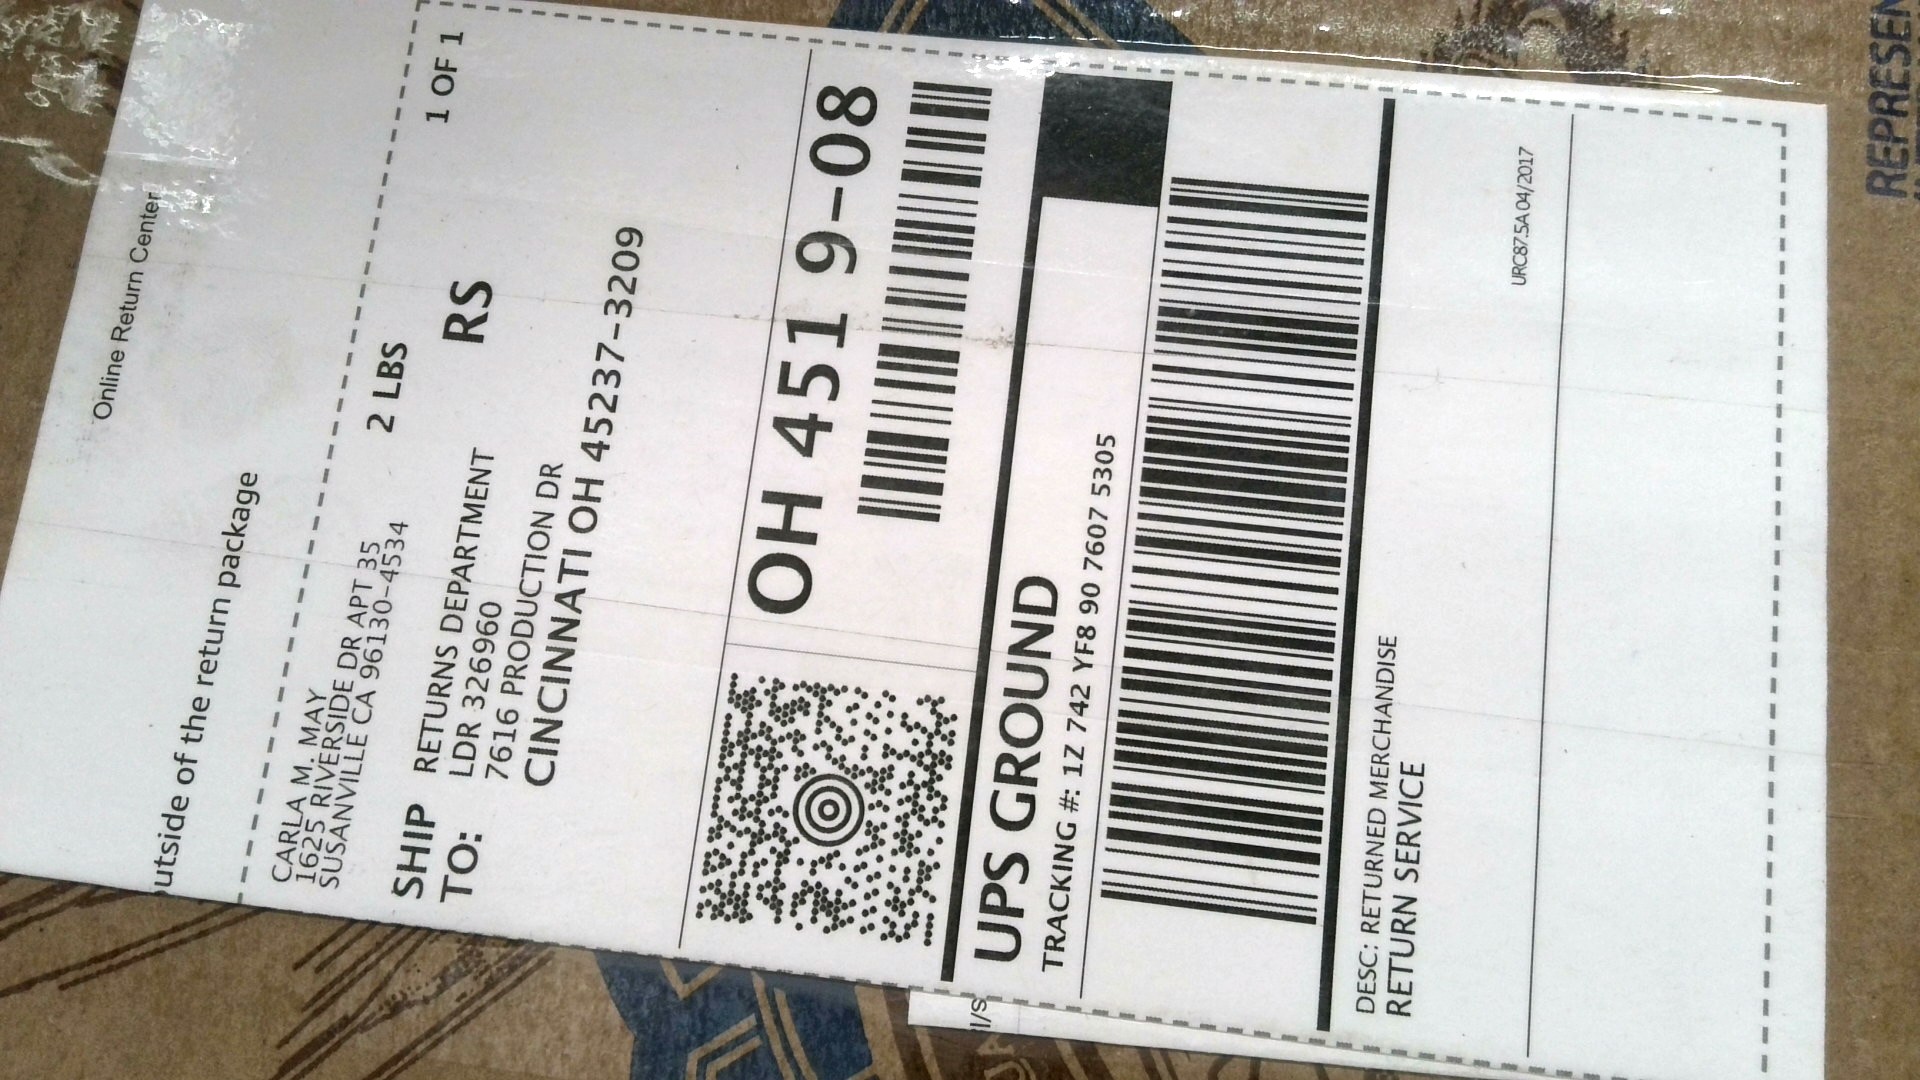 Online Return Center
utside of the return package
CARLA M. MAY
1625 RIVERSIDE DR APT 35
SUSANVILLE CA 96130-4534
2 LBS
1 OF 1
SHIP TO:
RETURNS DEPARTMENT
LDR 326960
7616 PRODUCTION DR
CINCINNATI OH 45237-3209
RS
OH 451 9-08
UPS GROUND
TRACKING #: 1Z 742 YF8 90 7607 5305
DESC: RETURNED MERCHANDISE
RETURN SERVICE
URC87.5A 04/2017
REPRESEN